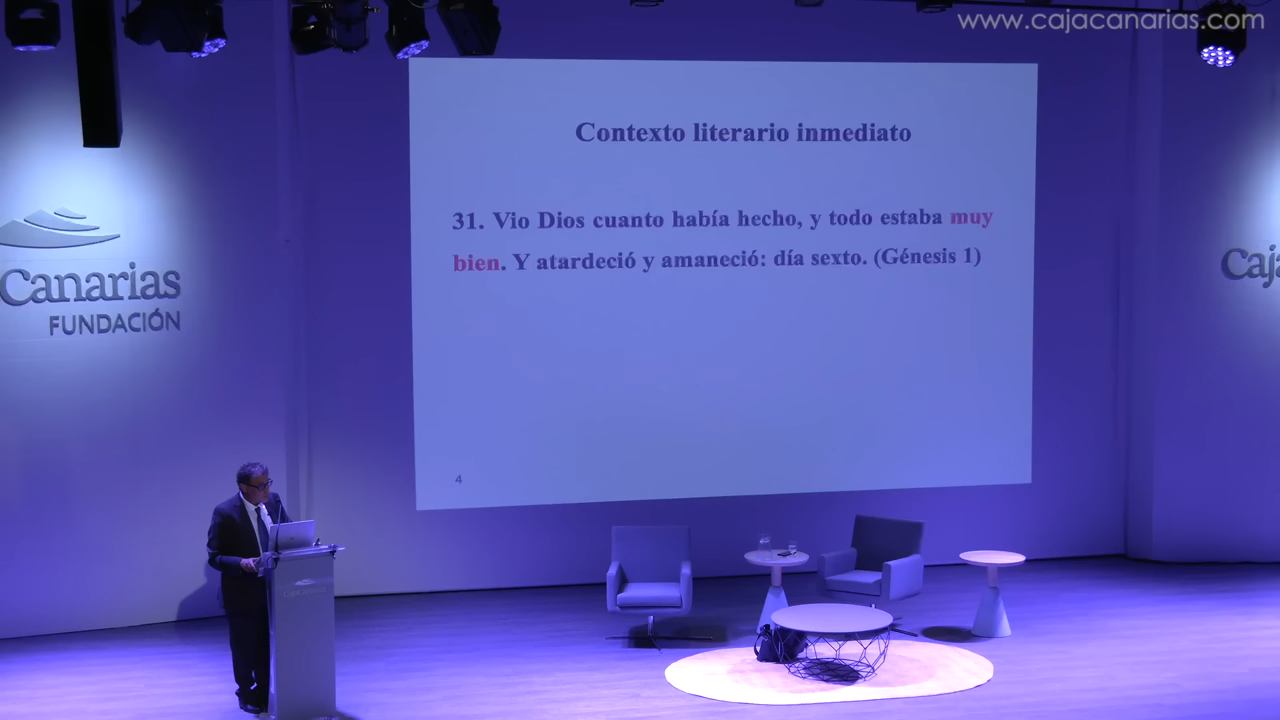 www.cajacanarias.com
Contexto literario inmediato
31. Vio Dios cuanto había hecho, y todo estaba muy
bien. Y atardeció y amaneció: día sexto. (Génesis 1)
4
Canarias
FUNDACIÓN
Caj